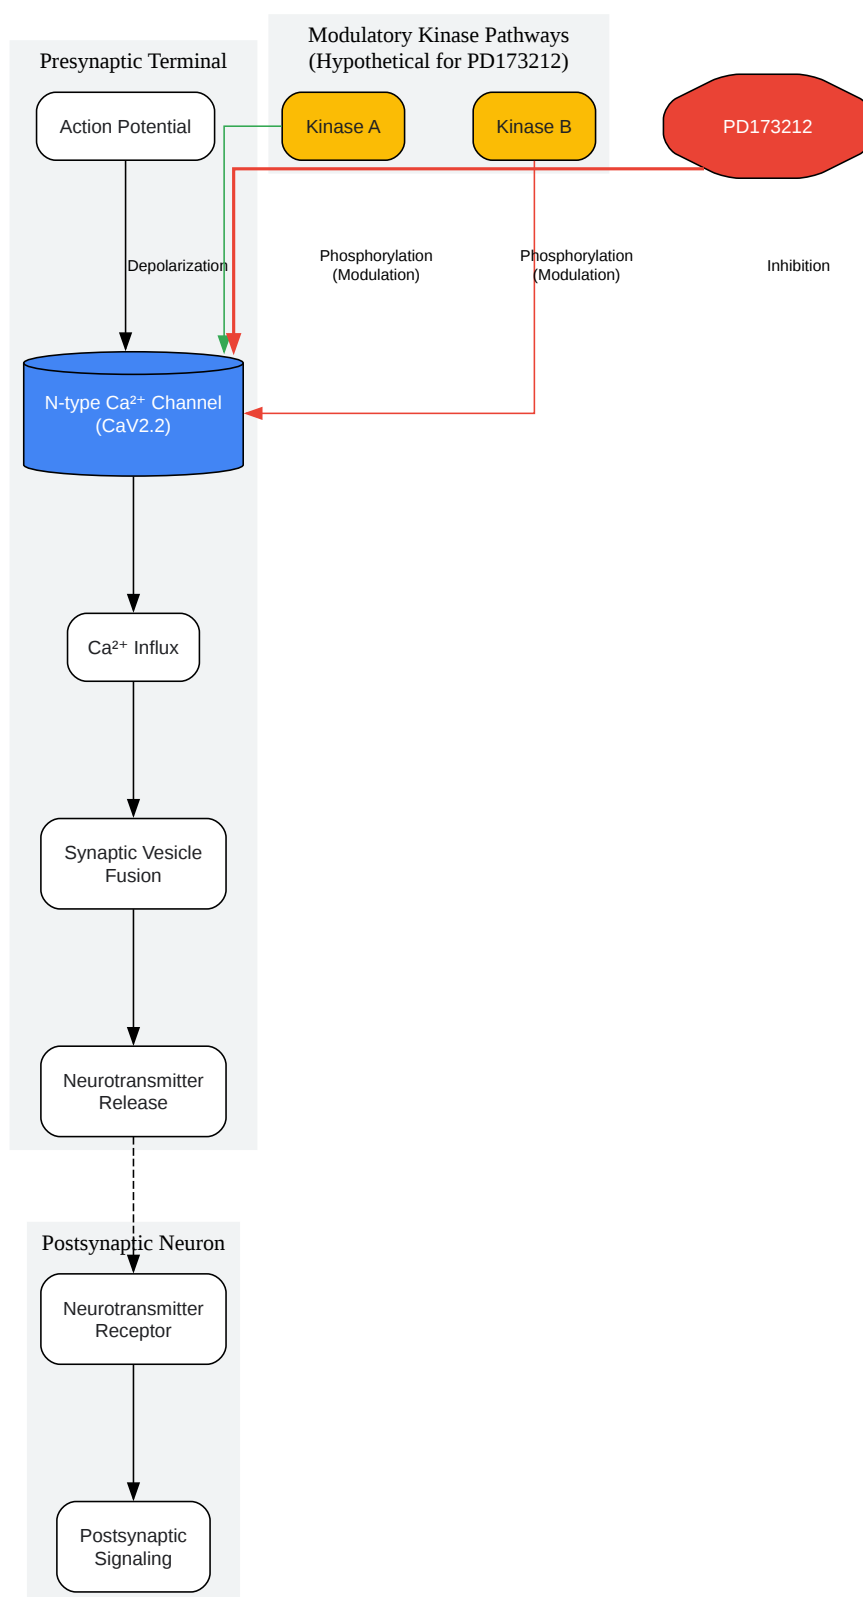 Modulatory Kinase Pathways
(Hypothetical for PD173212)
Presynaptic Terminal
Action Potential
Kinase A
Kinase B
PD173212
Depolarization
Phosphorylation
(Modulation)
Phosphorylation
(Modulation)
Inhibition
N-type Ca²⁺ Channel
(CaV2.2)
Ca²⁺ Influx
Synaptic Vesicle
Fusion
Neurotransmitter
Release
Postsynaptic Neuron
Neurotransmitter
Receptor
Postsynaptic
Signaling